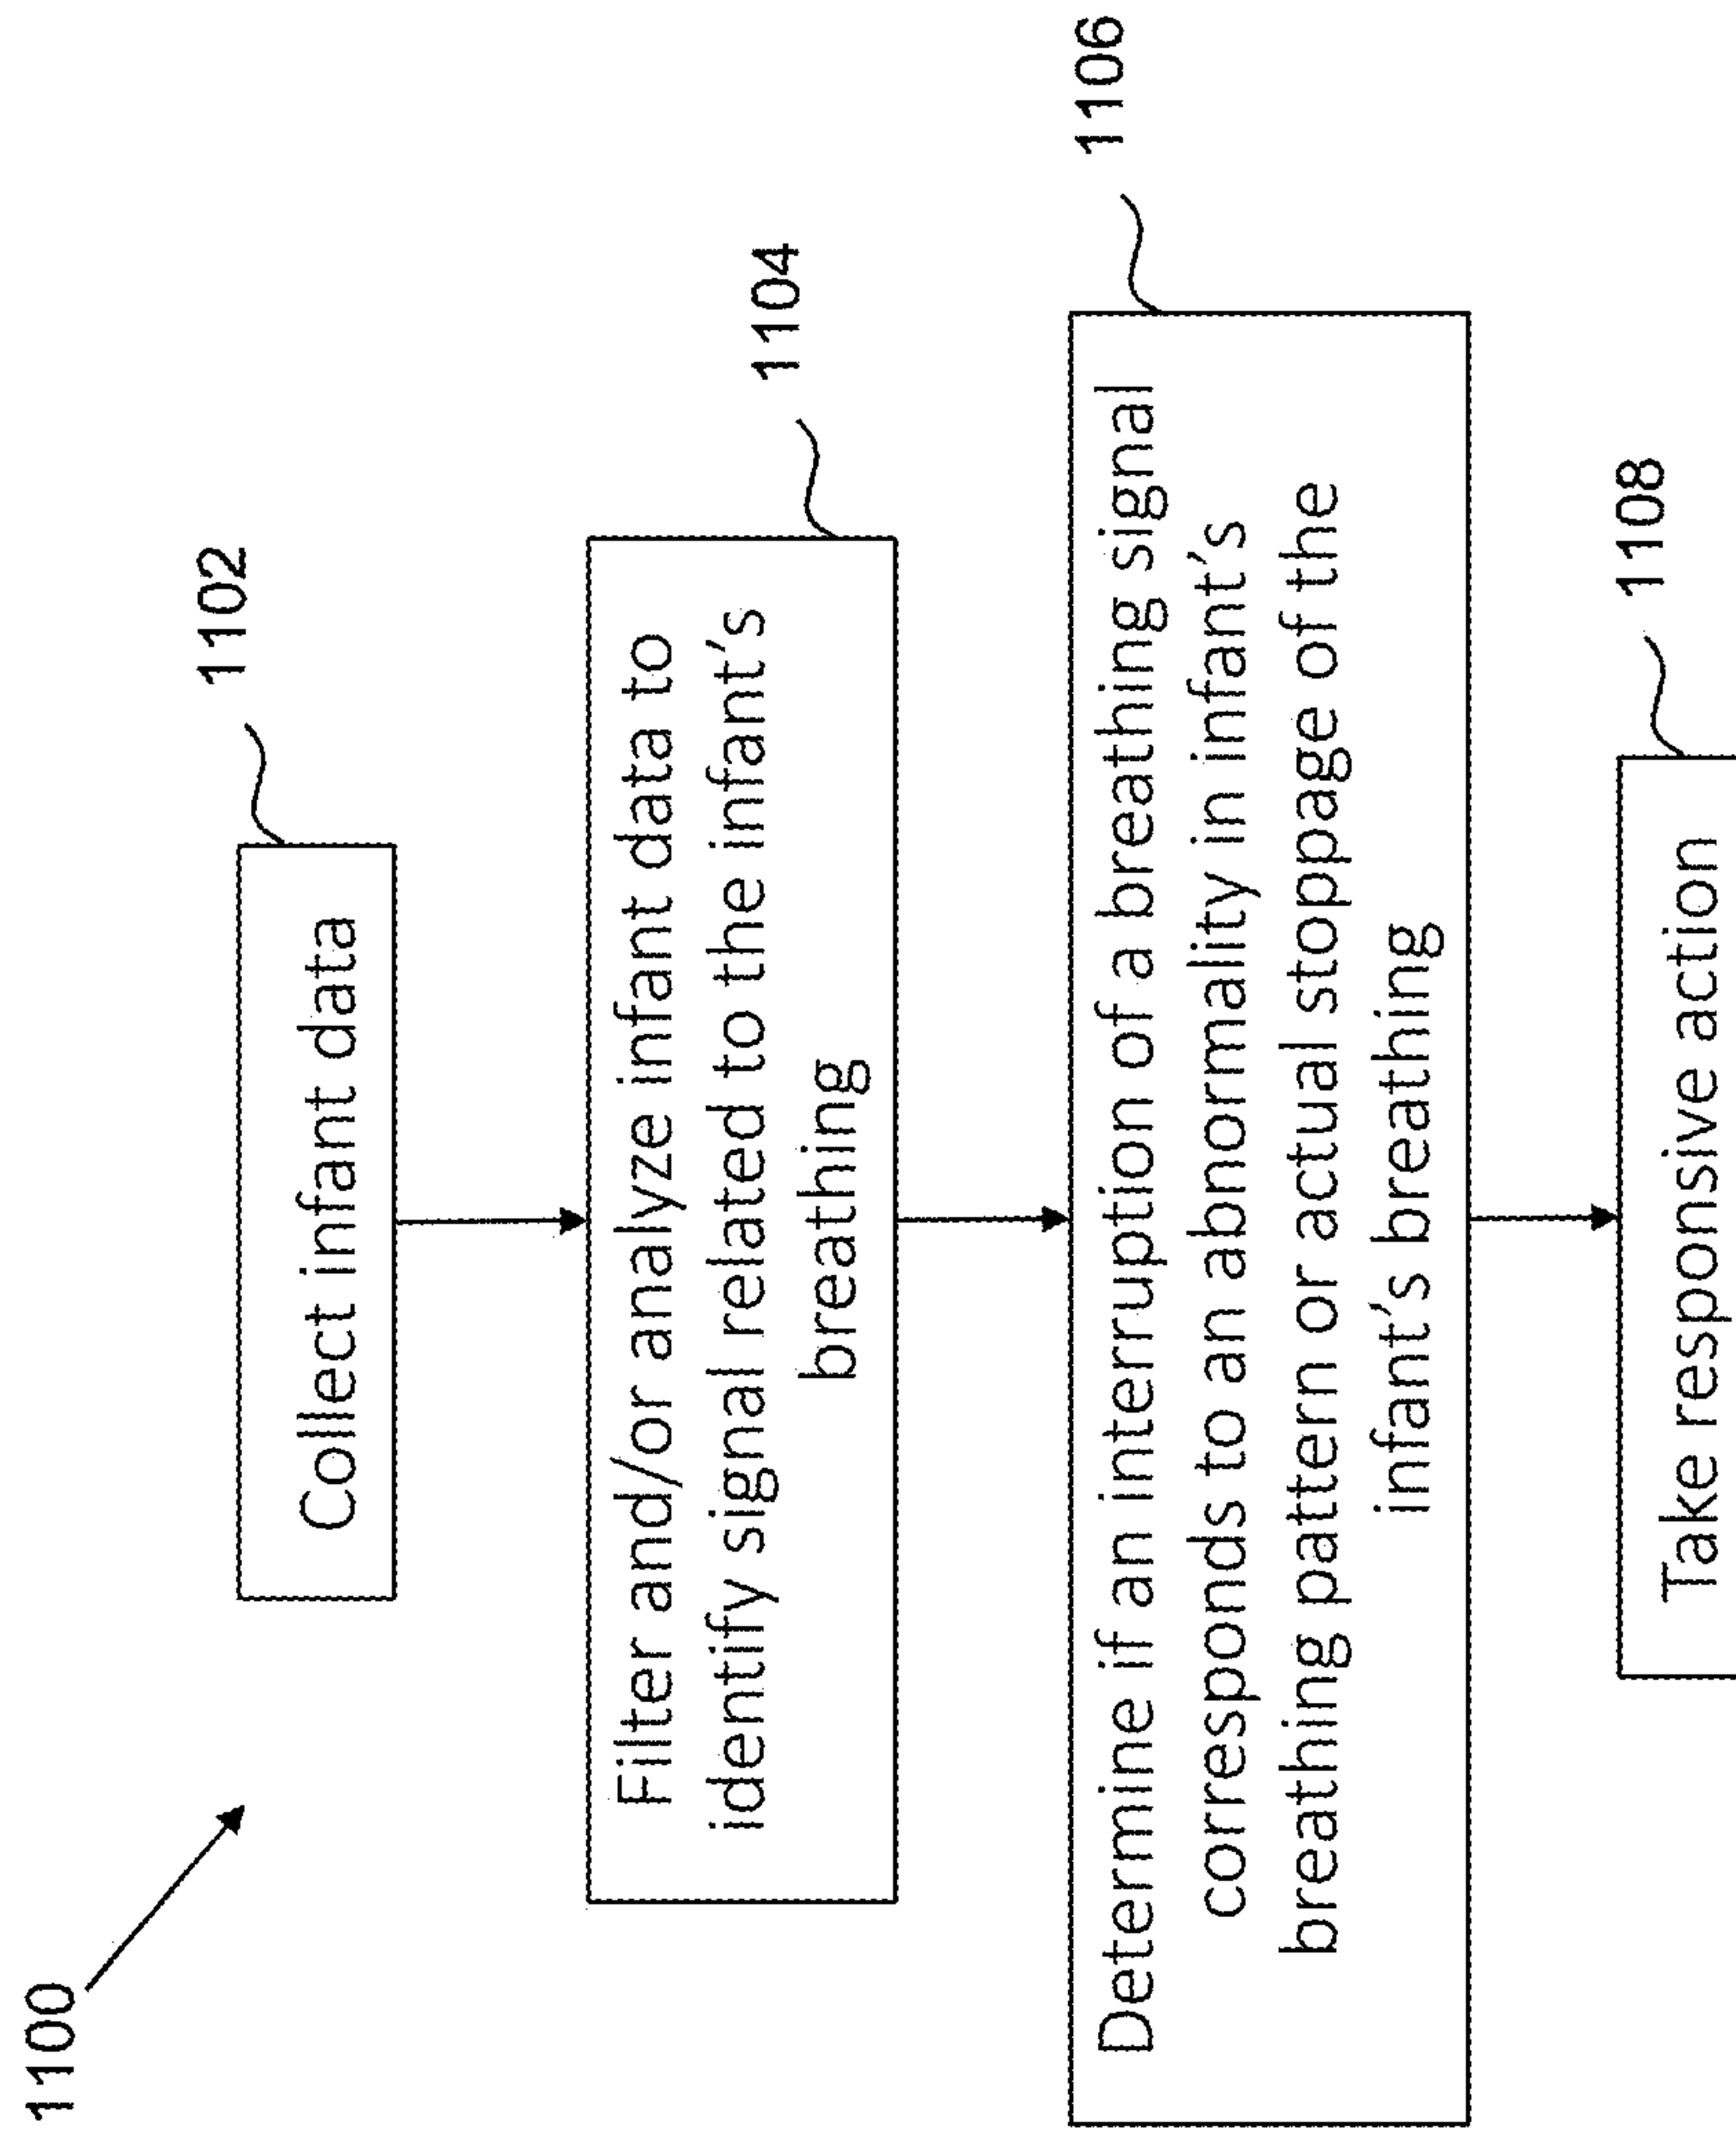 1100
1102
Collect infant data
1104
Filter and/or analyze infant data to
identify signal related to the infant's
breathing
1106
Determine if an interruption of a breathing signal
corresponds to an abnormality in infant's
breathing pattern or actual stoppage of the
infant's breathing
1108
Take responsive action